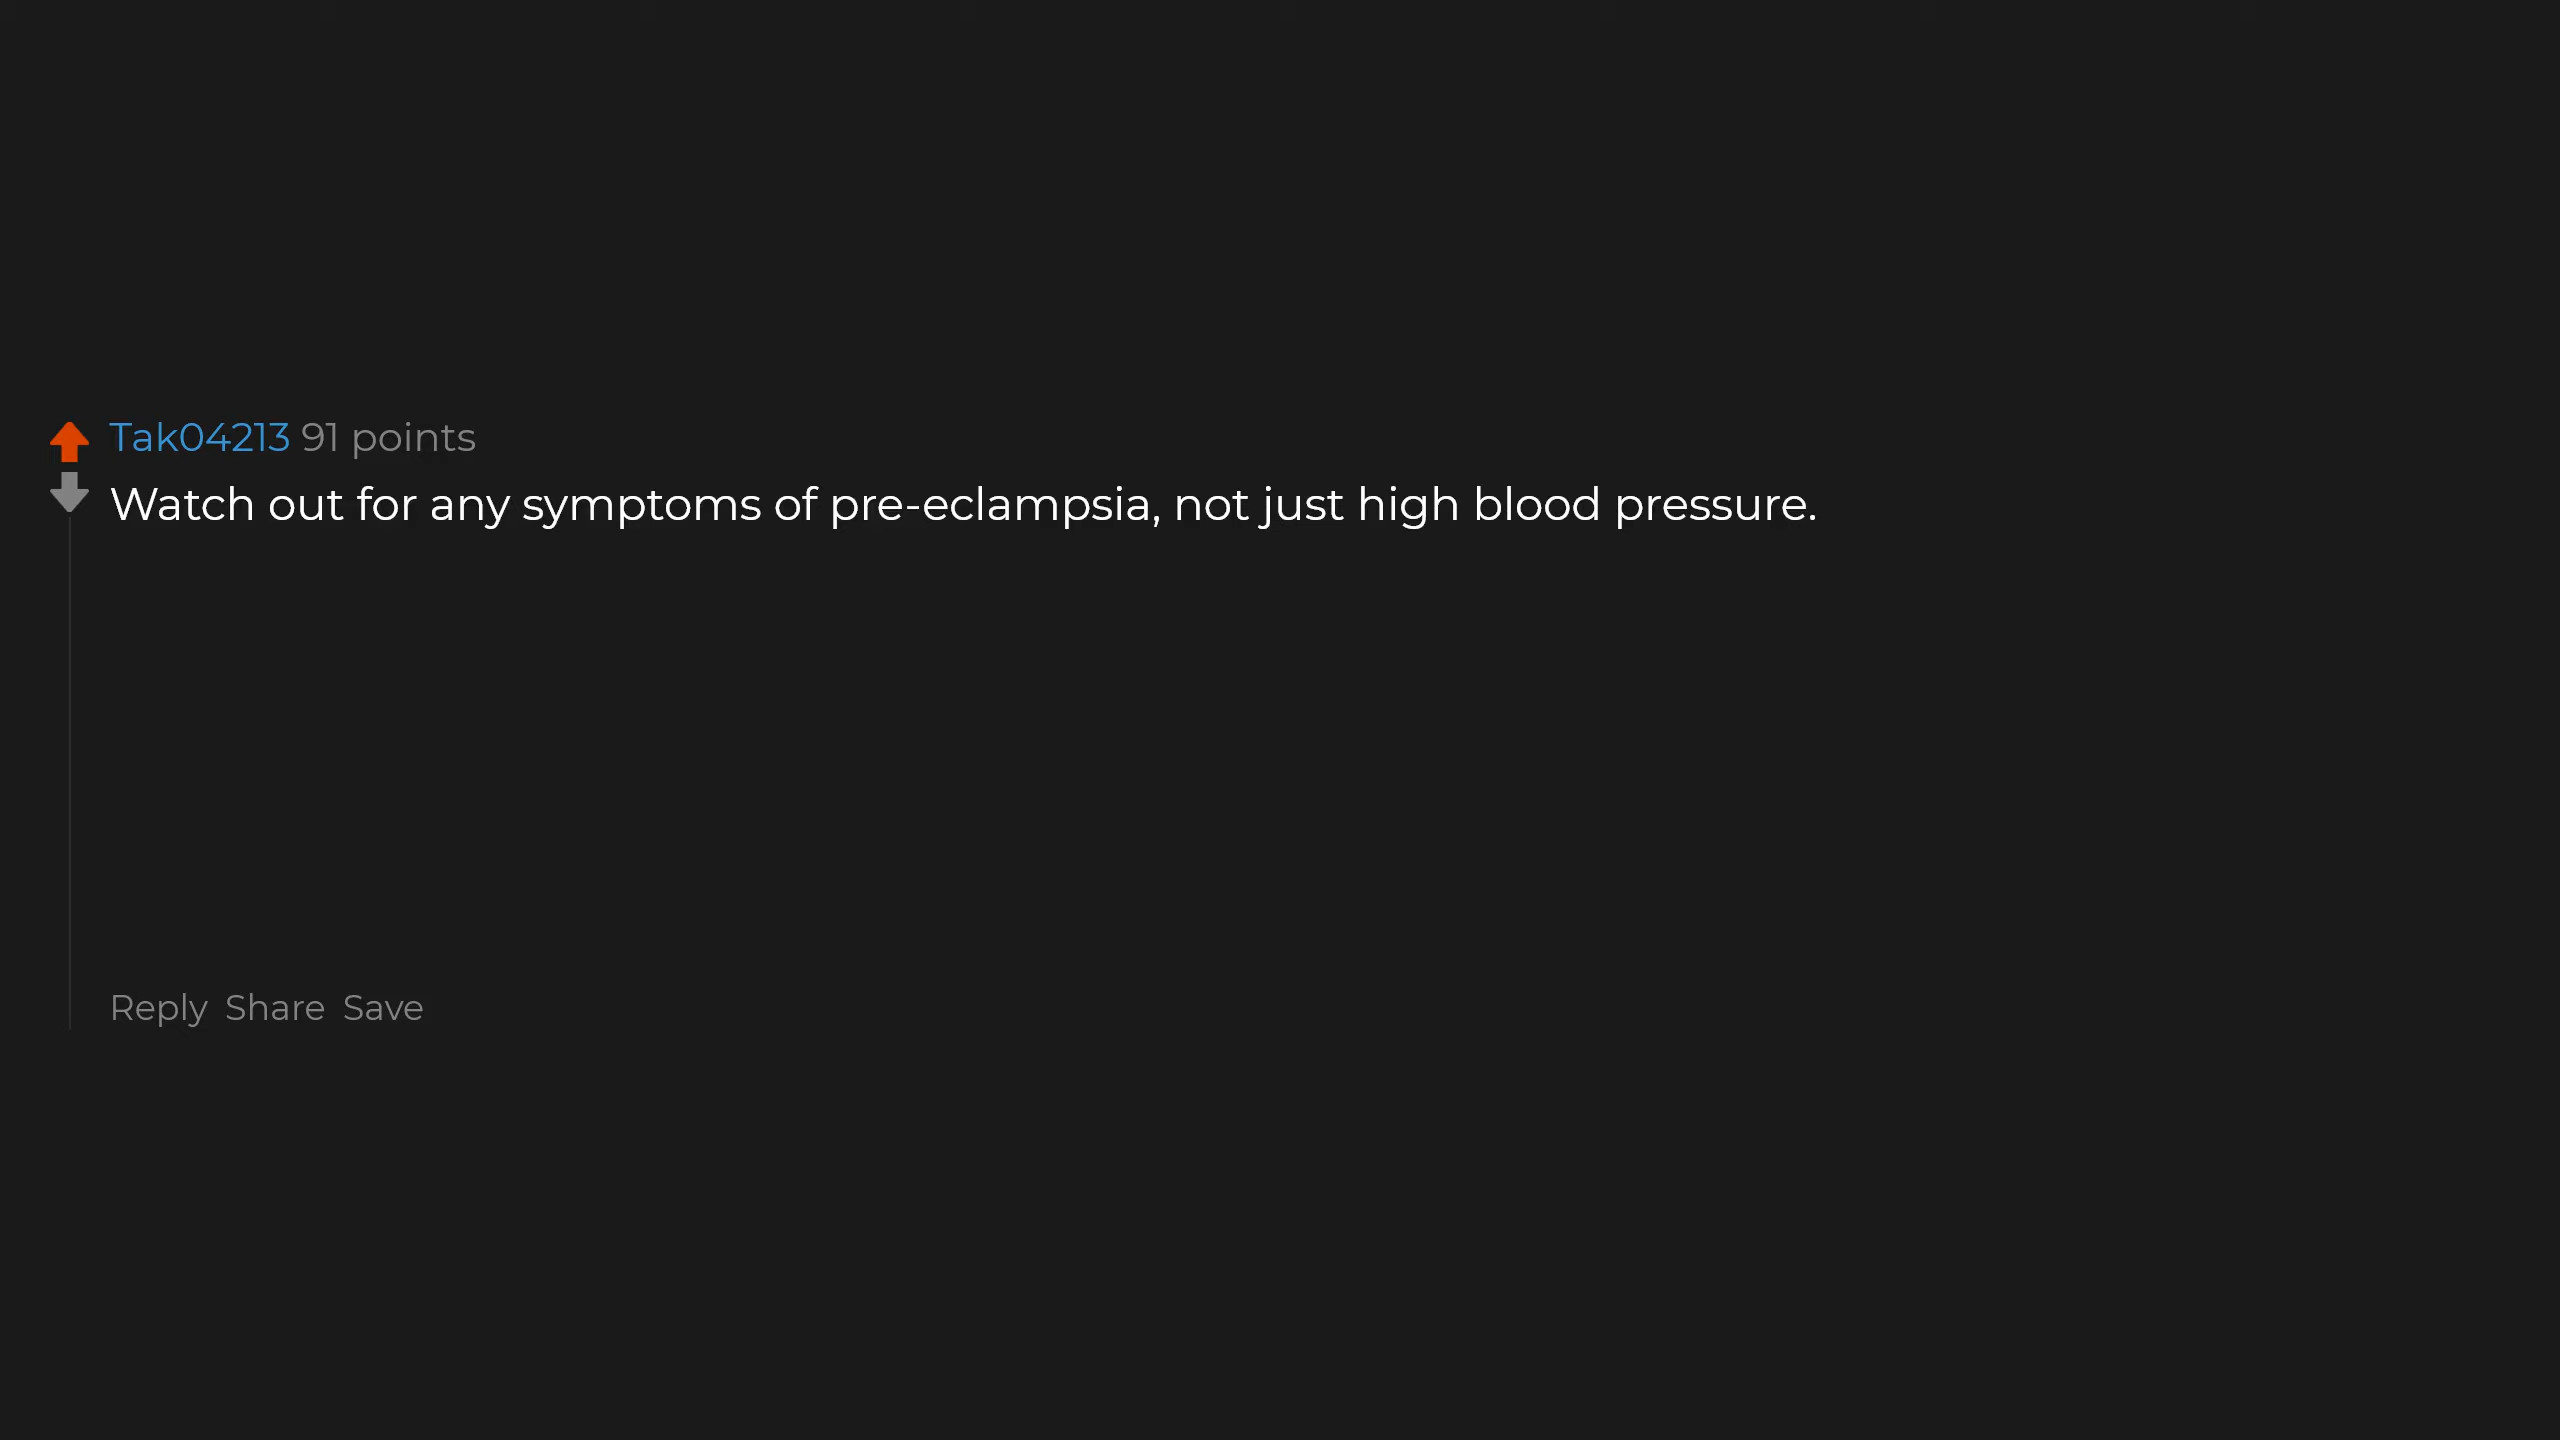 Tak04213 91 points
Watch out for any symptoms of pre-eclampsia, not just high blood pressure.
Reply Share Save